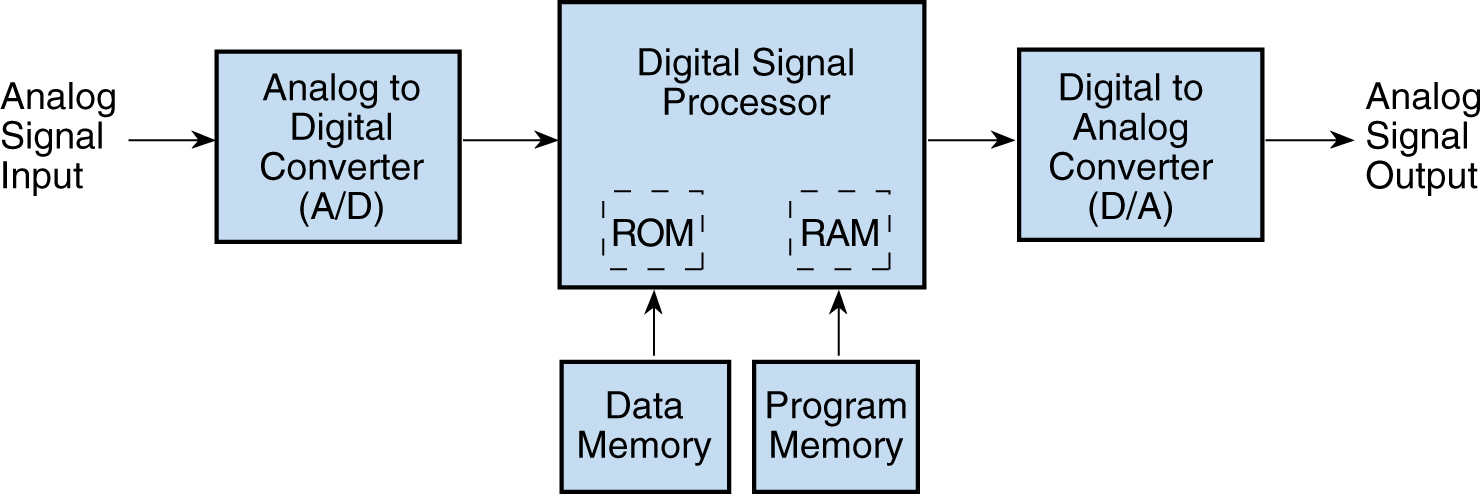 Analog
Signal
Input
Analog to
Digital
Converter
(A/D)
Digital Signal
Processor
ROM
RAM
Data
Memory
Program
Memory
Digital to
Analog
Converter
(D/A)
Analog
Signal
Output